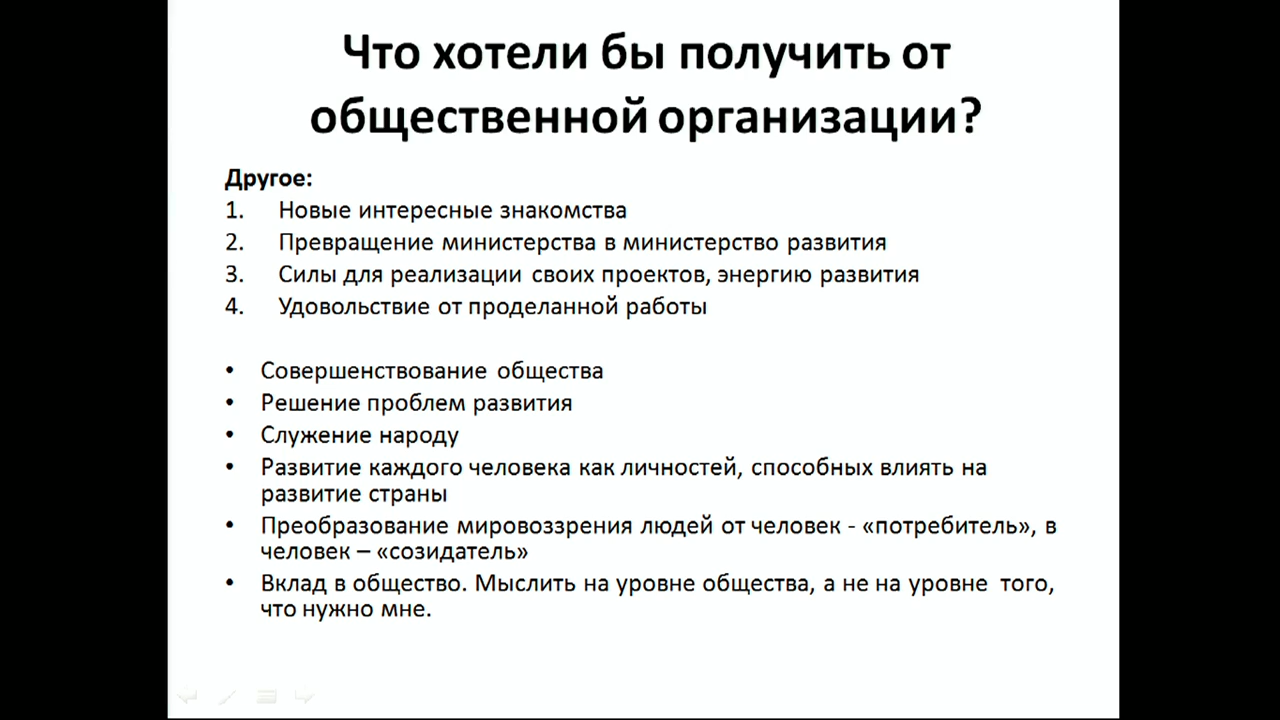 Что хотели бы получить от
общественной организации?
Другое:
1. Новые интересные знакомства
2. Превращение министерства в министерство развития
3. Силы для реализации своих проектов, энергию развития
4. Удовольствие от проделанной работы
• Совершенствование общества
• Решение проблем развития
• Служение народу
• Развитие каждого человека как личностей, способных влиять на
развитие страны
• Преобразование мировоззрения людей от человек - «потребитель», в
человек – «созидатель»
• Вклад в общество. Мыслить на уровне общества, а не на уровне того,
что нужно мне.